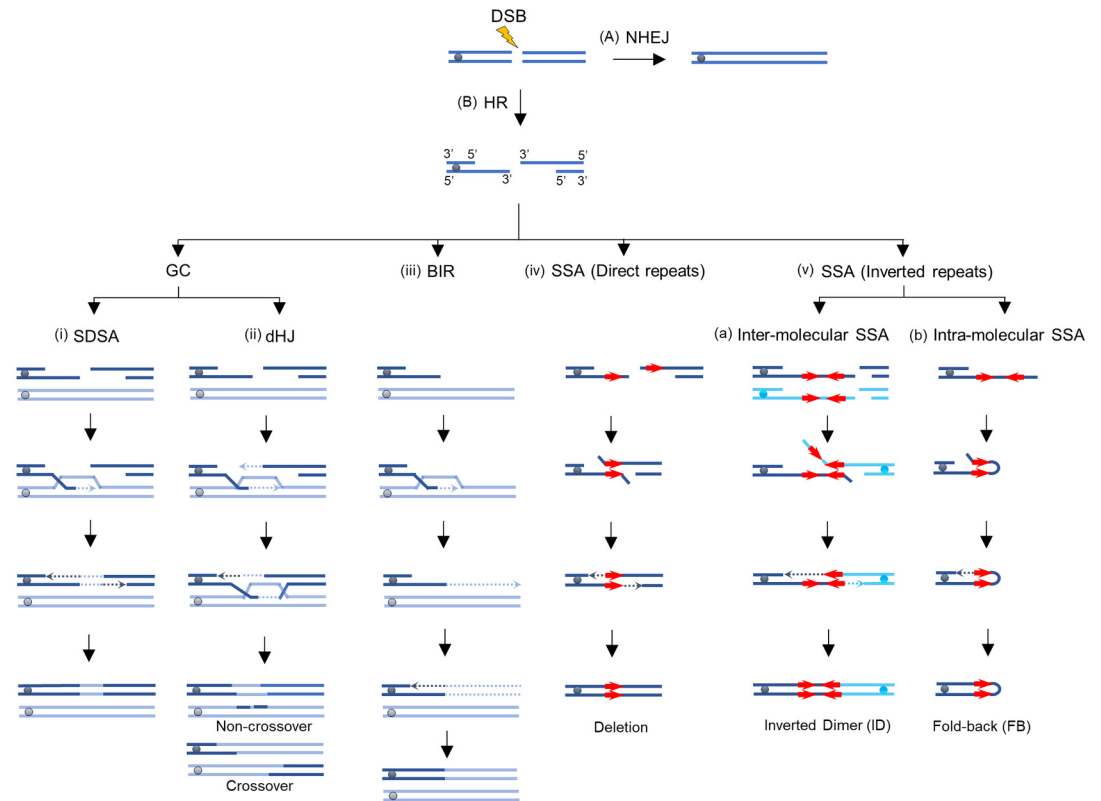 DSB
(A) NHEJ
(B) HR
3' 5' 3' 5'
5' 3' 5' 3'
GC
(iii) BIR
(iv) SSA (Direct repeats)
(v) SSA (Inverted repeats)
(i) SDSA
(ii) dHJ
(a) Inter-molecular SSA
(b) Intra-molecular SSA
Non-crossover
Crossover
Deletion
Inverted Dimer (ID)
Fold-back (FB)